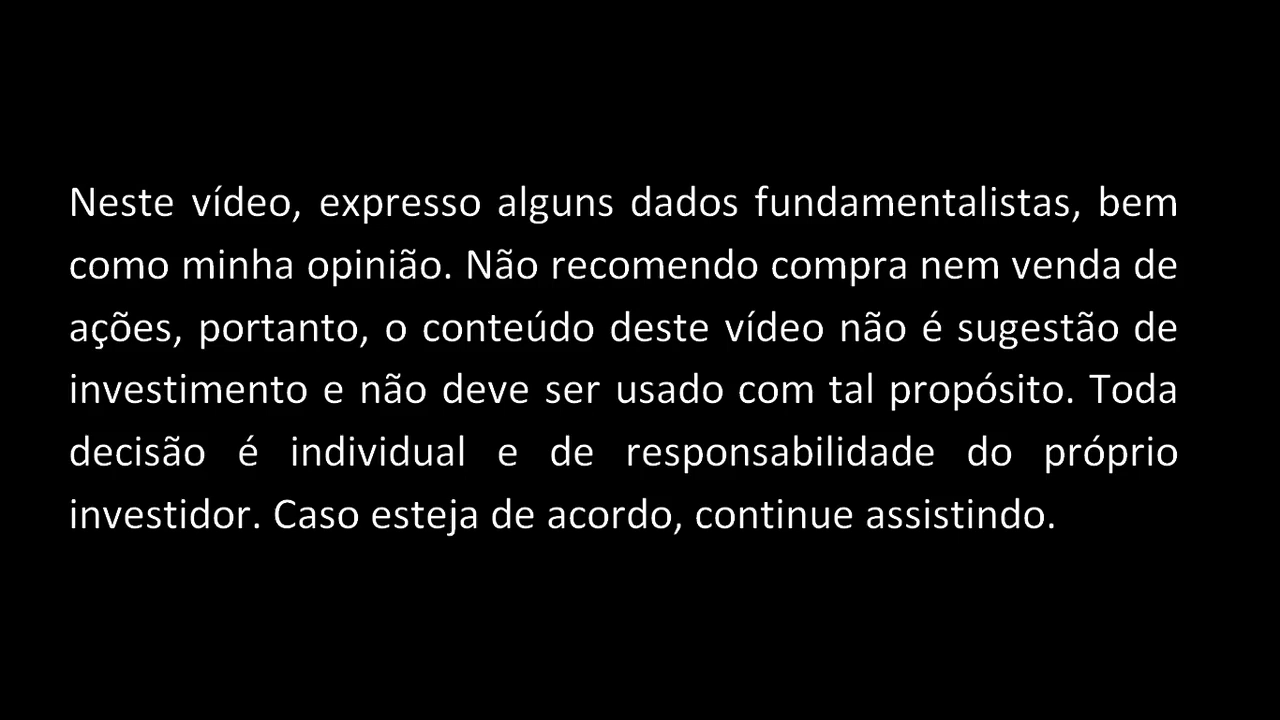 Neste vídeo, expresso alguns dados fundamentalistas, bem
como minha opinião. Não recomendo compra nem venda de
ações, portanto, o conteúdo deste vídeo não é sugestão de
investimento e não deve ser usado com tal propósito. Toda
decisão é individual e de responsabilidade do próprio
investidor. Caso esteja de acordo, continue assistindo.